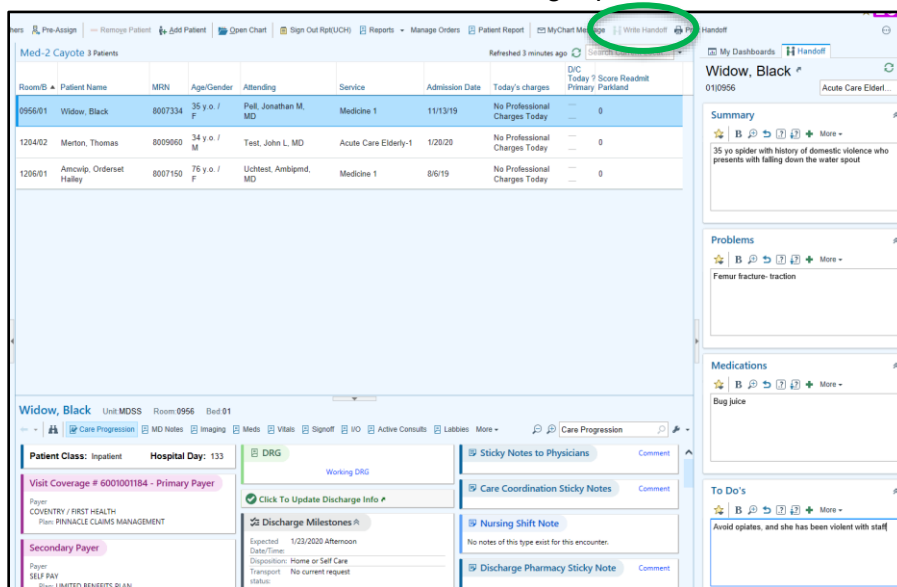 hers Pre-Assign Remove Patient Add Patient Open Chart Sign Out Rpt(UCH) Reports Manage Orders Patient Report MyChart Message Write Handoff Print Handoff
Med-2 Cayote 3 Patients
Refreshed 3 minutes ago
Room/B Patient Name MRN Age/Gender Attending Service Admission Date Today's charges D/C Today ? Primary Score Readmit Parkland
0956/01 Widow, Black 8007334 35 y.o. / F Pell, Jonathan M, MD Medicine 1 11/13/19 No Professional Charges Today 0
1204/02 Merton, Thomas 8009060 34 y.o. / M Test, John L, MD Acute Care Elderly-1 1/20/20 No Professional Charges Today 0
1206/01 Amcwip, Orderset Hailey 8007150 76 y.o. / F Uchtest, Ambipmd, MD Medicine 1 8/6/19 No Professional Charges Today 0
My Dashboards Handoff
Widow, Black
01|0956 Acute Care Elderl...
Summary
B More
35 yo spider with history of domestic violence who
presents with falling down the water spout
Problems
B More
Femur fracture- traction
Medications
B More
Bug juice
To Do's
B More
Avoid opiates, and she has been violent with staff
Widow, Black Unit:MDSS Room:0956 Bed:01
Care Progression MD Notes Imaging Meds Vitals Signoff I/O Active Consults Labbies More Care Progression
Patient Class: Inpatient Hospital Day: 133
Visit Coverage # 6001001184 - Primary Payer
Payer
COVENTRY / FIRST HEALTH
Plan: PINNACLE CLAIMS MANAGEMENT
Secondary Payer
Payer
SELF PAY
Plan: LIMITED BENEFITS PLAN
DRG
Working DRG
Click To Update Discharge Info
Discharge Milestones
Expected Date/Time: 1/23/2020 Afternoon
Disposition: Home or Self Care
Transport status: No current request
Sticky Notes to Physicians Comment
Care Coordination Sticky Notes Comment
Nursing Shift Note
No notes of this type exist for this encounter.
Discharge Pharmacy Sticky Note Comment